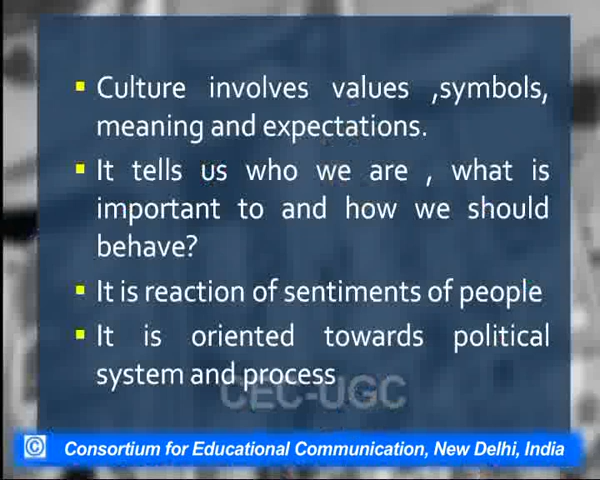 Culture involves values ,symbols,
meaning and expectations.
It tells us who we are , what is
important to and how we should
behave?
It is reaction of sentiments of people
It is oriented towards political
system and process
CEC-UGC
© Consortium for Educational Communication, New Delhi, India